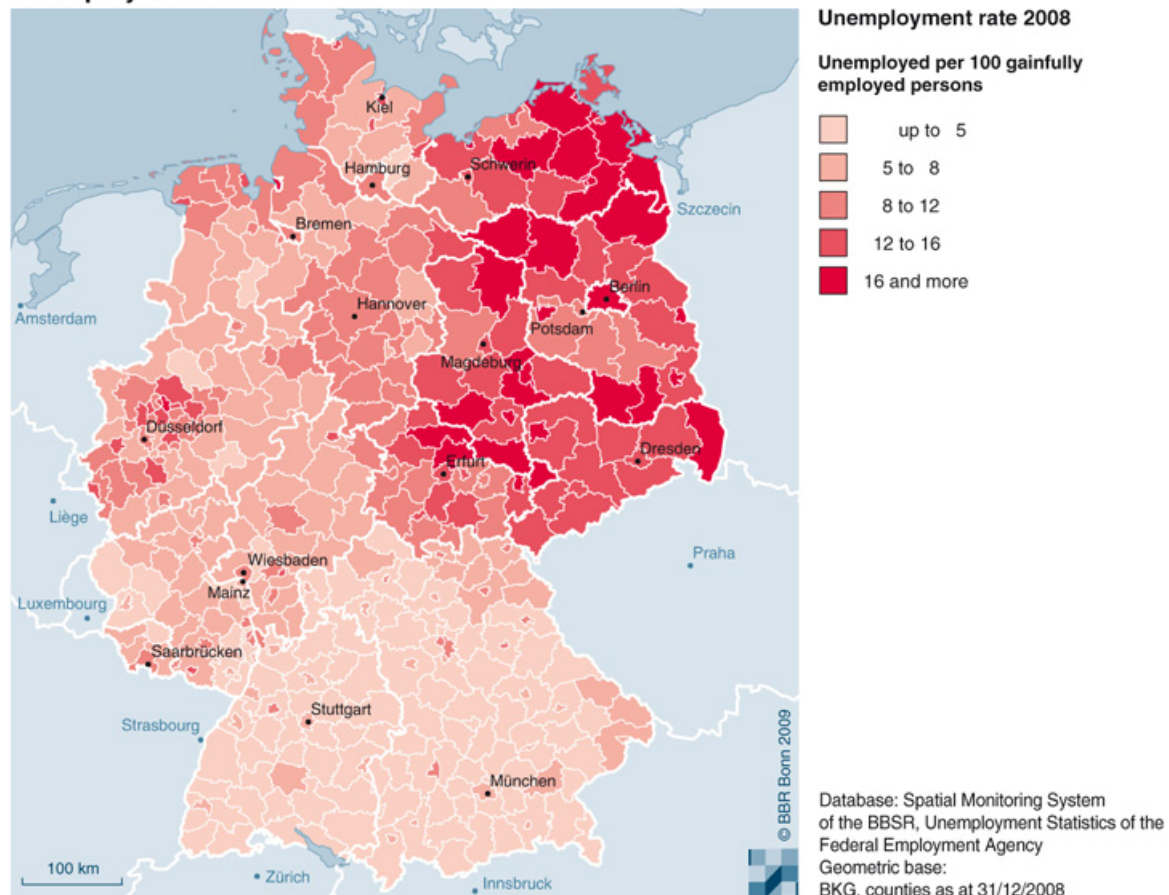 Unemployment rate 2008
Unemployed per 100 gainfully
employed persons
up to 5
5 to 8
8 to 12
12 to 16
16 and more
Kiel
Hamburg
Schwerin
Szczecin
Bremen
Berlin
Hannover
Amsterdam
Potsdam
Magdeburg
Düsseldorf
Dresden
Erfurt
Liège
Wiesbaden
Praha
Mainz
Luxembourg
Saarbrücken
Stuttgart
Strasbourg
München
100 km
Zürich
Innsbruck
© BBR Bonn 2009
Database: Spatial Monitoring System
of the BBSR, Unemployment Statistics of the
Federal Employment Agency
Geometric base:
BKG, counties as at 31/12/2008